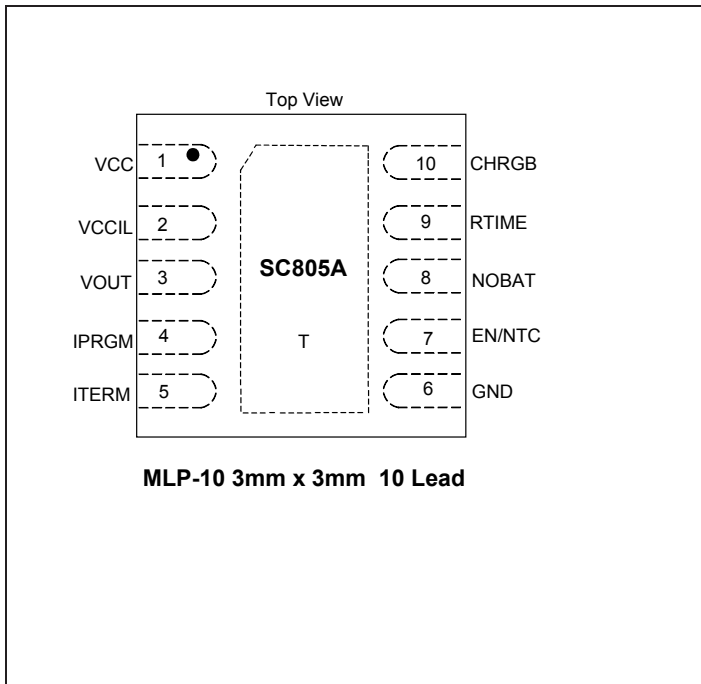 Top View
VCC 1
10 CHRGB
VCCIL 2
9 RTIME
VOUT 3
SC805A
8 NOBAT
IPRGM 4
T
7 EN/NTC
ITERM 5
6 GND
MLP-10 3mm x 3mm 10 Lead